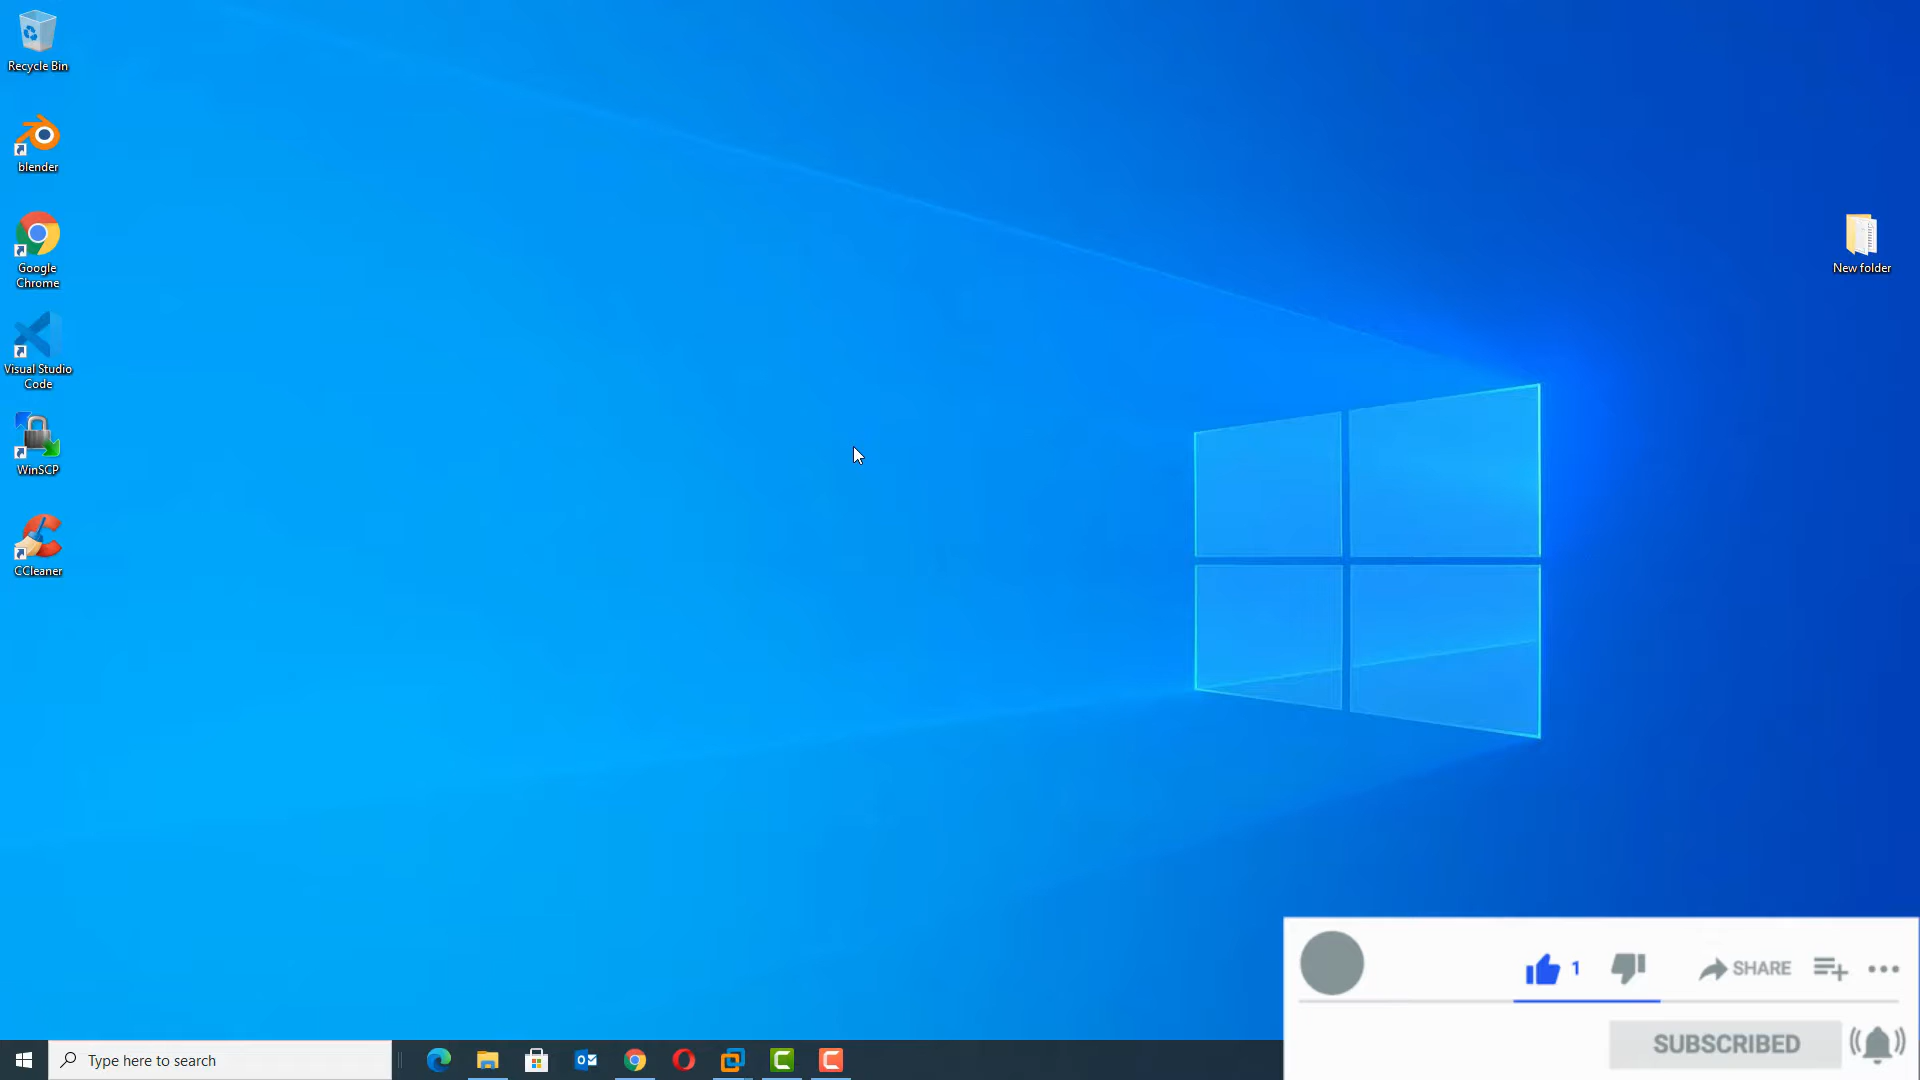 Recycle Bin
blender
Google
Chrome
Visual Studio
Code
WinSCP
CCleaner
New folder
1
SHARE
SUBSCRIBED
Type here to search